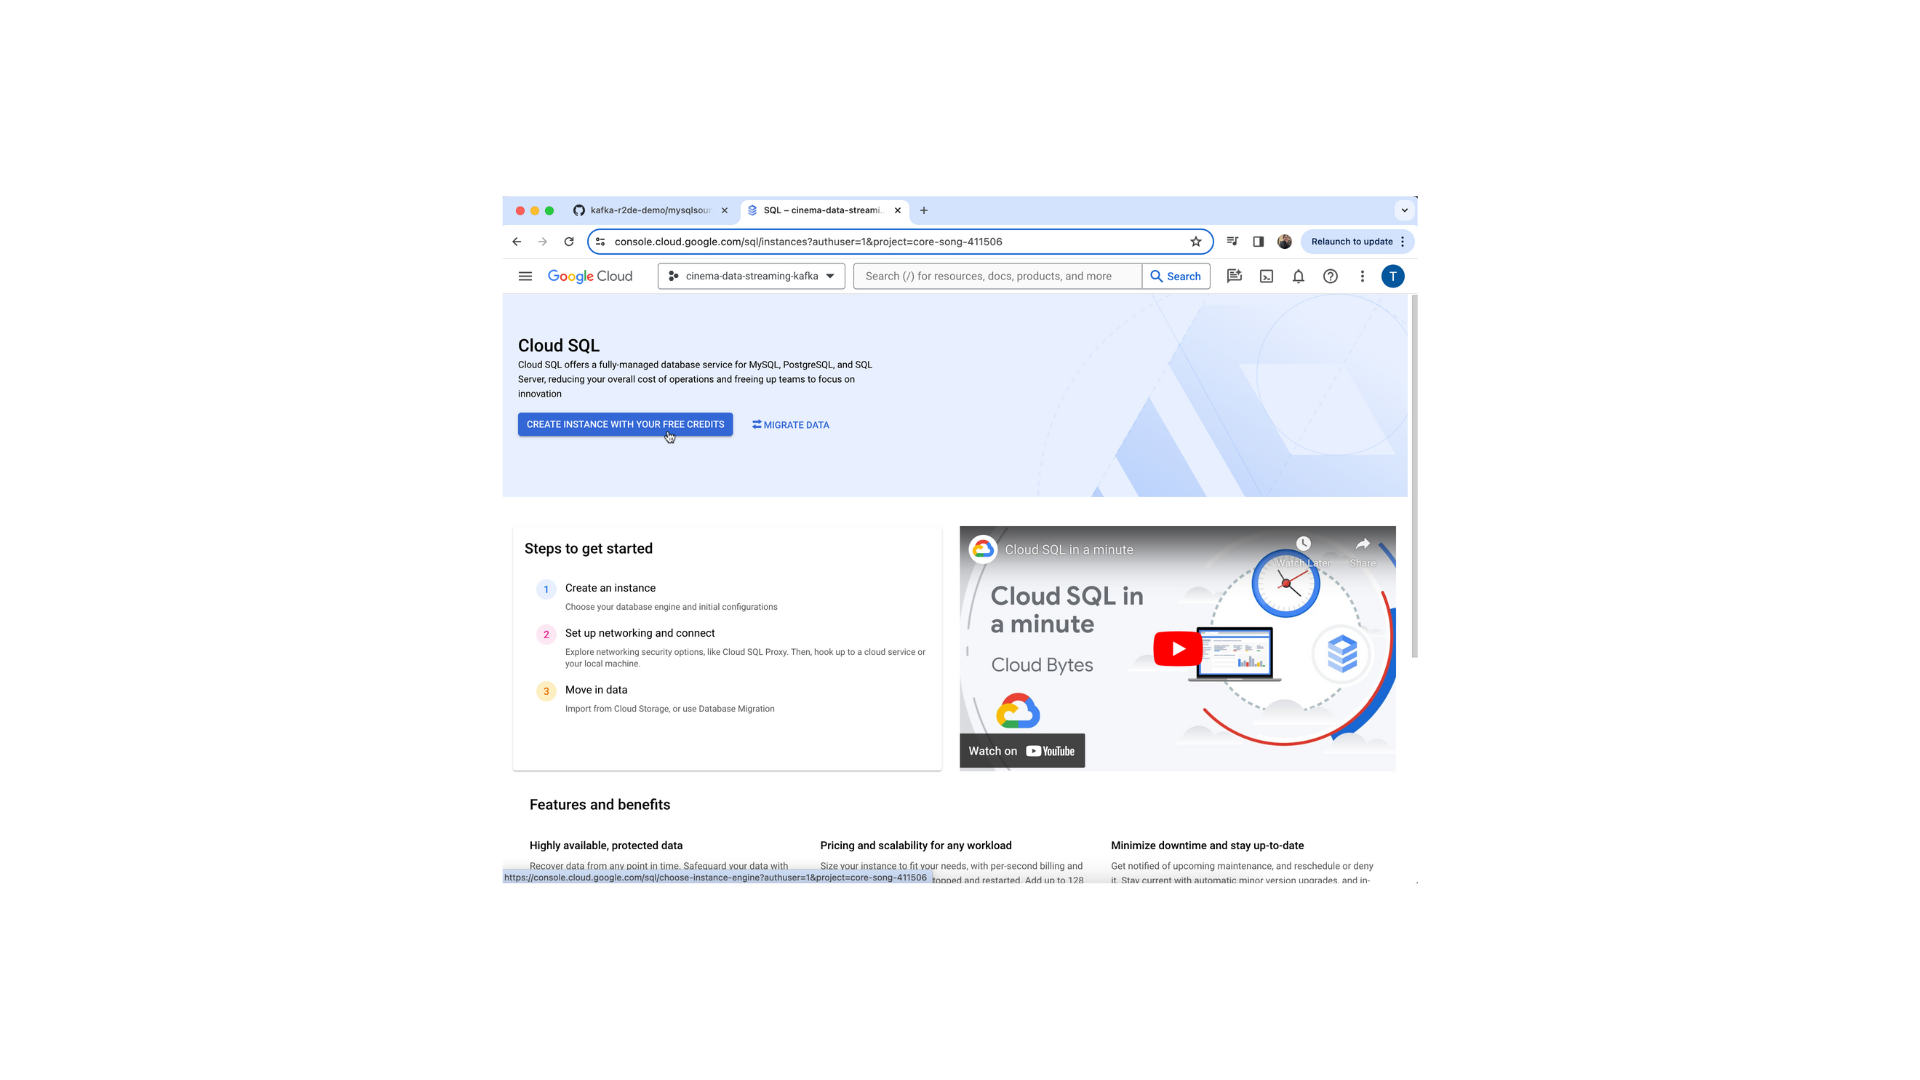 kafka-r2de-demo/mysqlsour
SQL – cinema-data-streami
console.cloud.google.com/sql/instances?authuser=1&project=core-song-411506
Relaunch to update
Google Cloud
cinema-data-streaming-kafka
Search (/) for resources, docs, products, and more
Search
T
Cloud SQL
Cloud SQL offers a fully-managed database service for MySQL, PostgreSQL, and SQL
Server, reducing your overall cost of operations and freeing up teams to focus on
innovation
CREATE INSTANCE WITH YOUR FREE CREDITS
MIGRATE DATA
Steps to get started
1
Create an instance
Choose your database engine and initial configurations
2
Set up networking and connect
Explore networking security options, like Cloud SQL Proxy. Then, hook up to a cloud service or
your local machine.
3
Move in data
Import from Cloud Storage, or use Database Migration
Cloud SQL in a minute
Watch Later
Share
Cloud SQL in
a minute
Cloud Bytes
Watch on YouTube
Features and benefits
Highly available, protected data
Recover data from any point in time. Safeguard your data with
Pricing and scalability for any workload
Size your instance to fit your needs, with per-second billing and
topped and restarted. Add up to 128
Minimize downtime and stay up-to-date
Get notified of upcoming maintenance, and reschedule or deny
it. Stay current with automatic minor version upgrades, and in-
https://console.cloud.google.com/sql/choose-instance-engine?authuser=1&project=core-song-411506